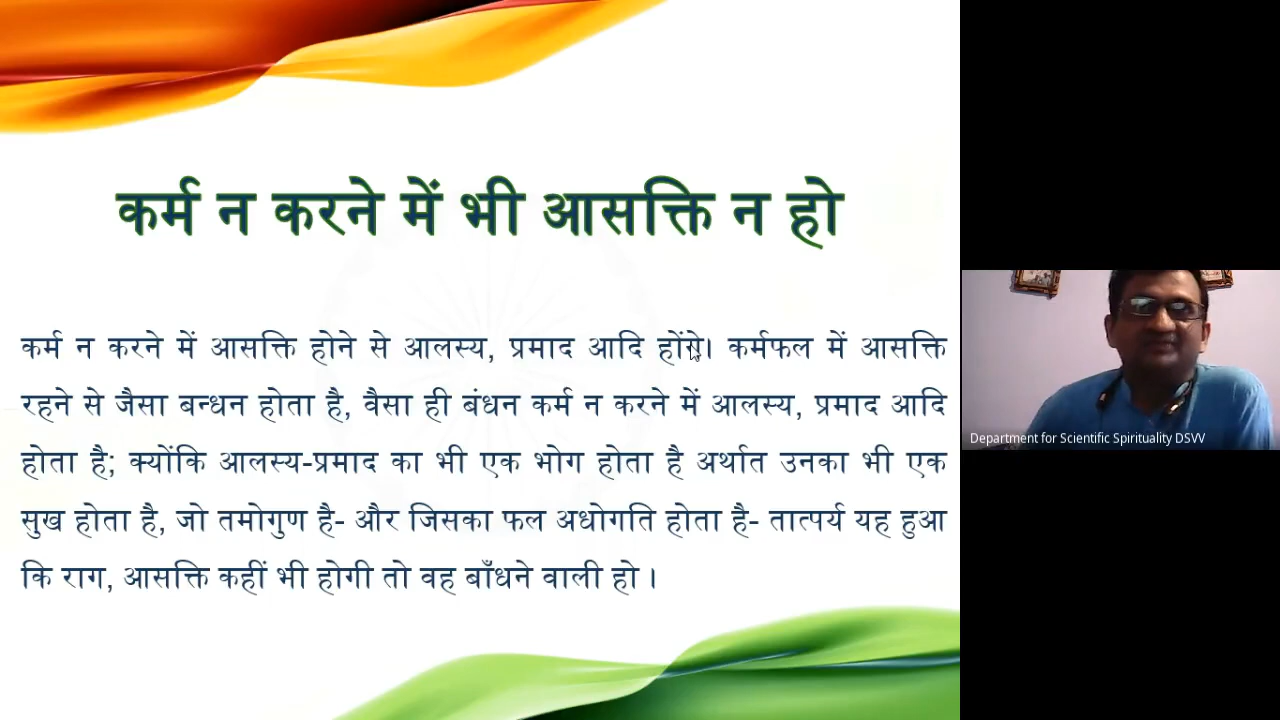 कर्म न करने में भी आसक्ति न हो
कर्म न करने में आसक्ति होने से आलस्य, प्रमाद आदि होंगे। कर्मफल में आसक्ति
रहने से जैसा बन्धन होता है, वैसा ही बंधन कर्म न करने में आलस्य, प्रमाद आदि
होता है; क्योंकि आलस्य-प्रमाद का भी एक भोग होता है अर्थात उनका भी एक
सुख होता है, जो तमोगुण है- और जिसका फल अधोगति होता है- तात्पर्य यह हुआ
कि राग, आसक्ति कहीं भी होगी तो वह बाँधने वाली हो ।
Department for Scientific Spirituality DSVV